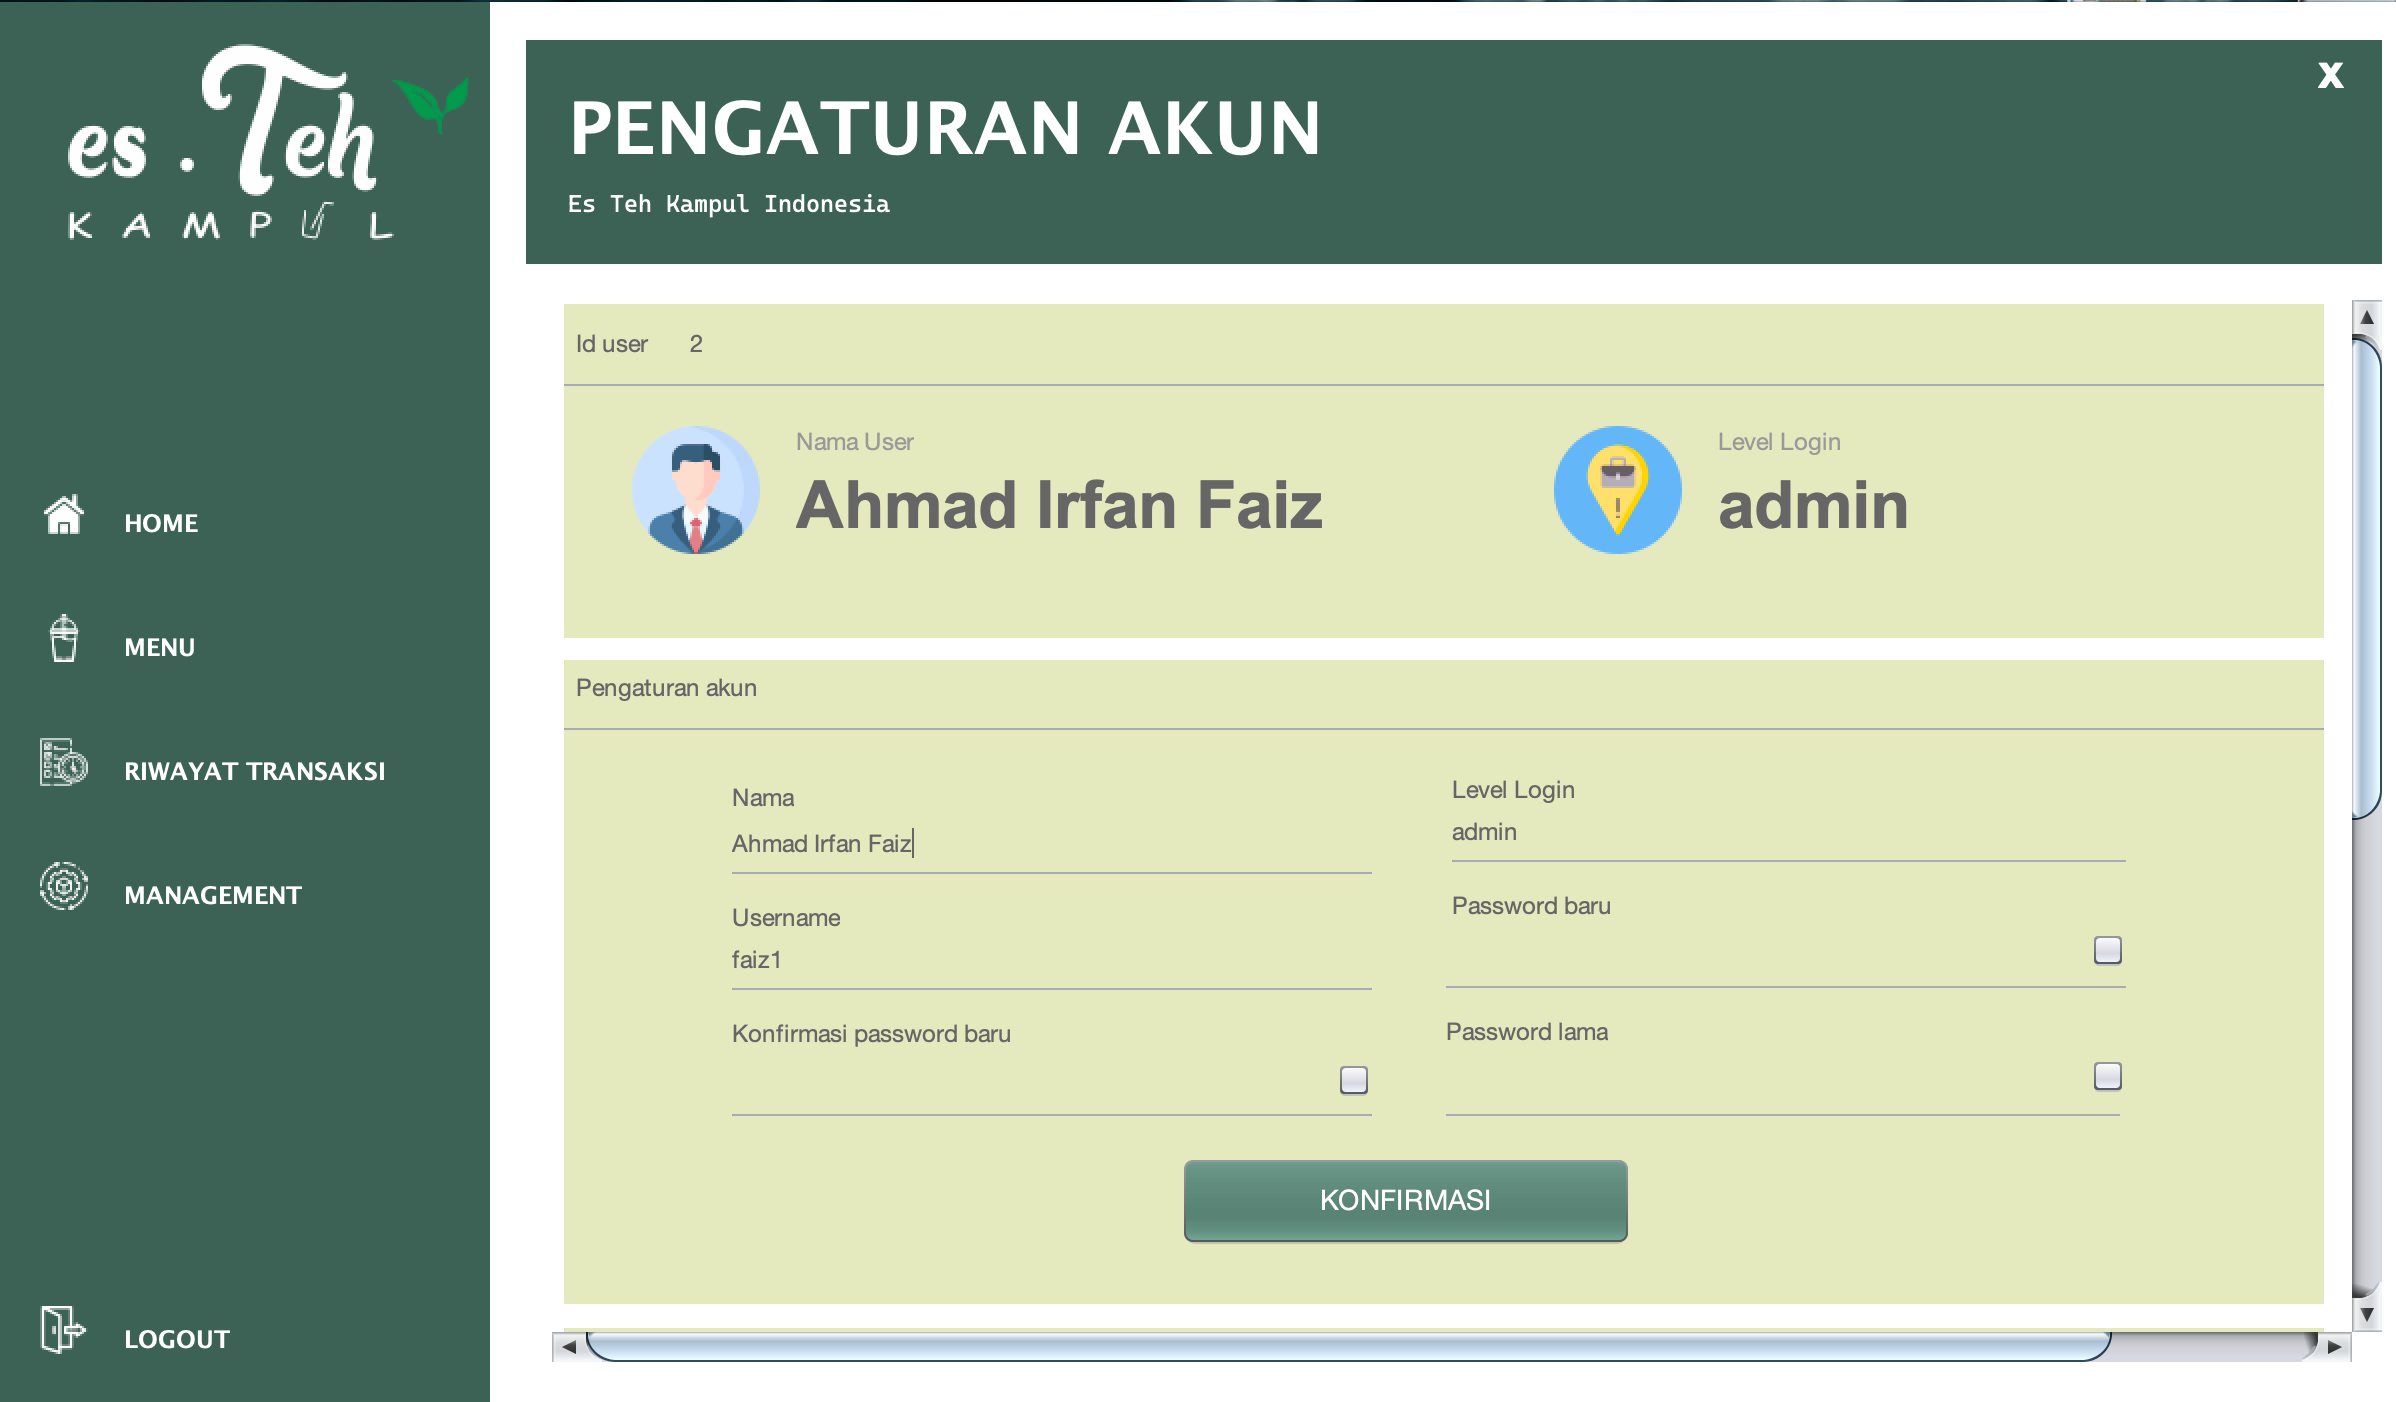 es . Teh
KAMPUL
HOME
MENU
RIWAYAT TRANSAKSI
MANAGEMENT
LOGOUT
PENGATURAN AKUN
X
Es Teh Kampul Indonesia
Id user 2
Nama User
Ahmad Irfan Faiz
Level Login
admin
!
Pengaturan akun
Nama
Ahmad Irfan Faiz
Level Login
admin
Username
faiz1
Password baru
Konfirmasi password baru
Password lama
KONFIRMASI